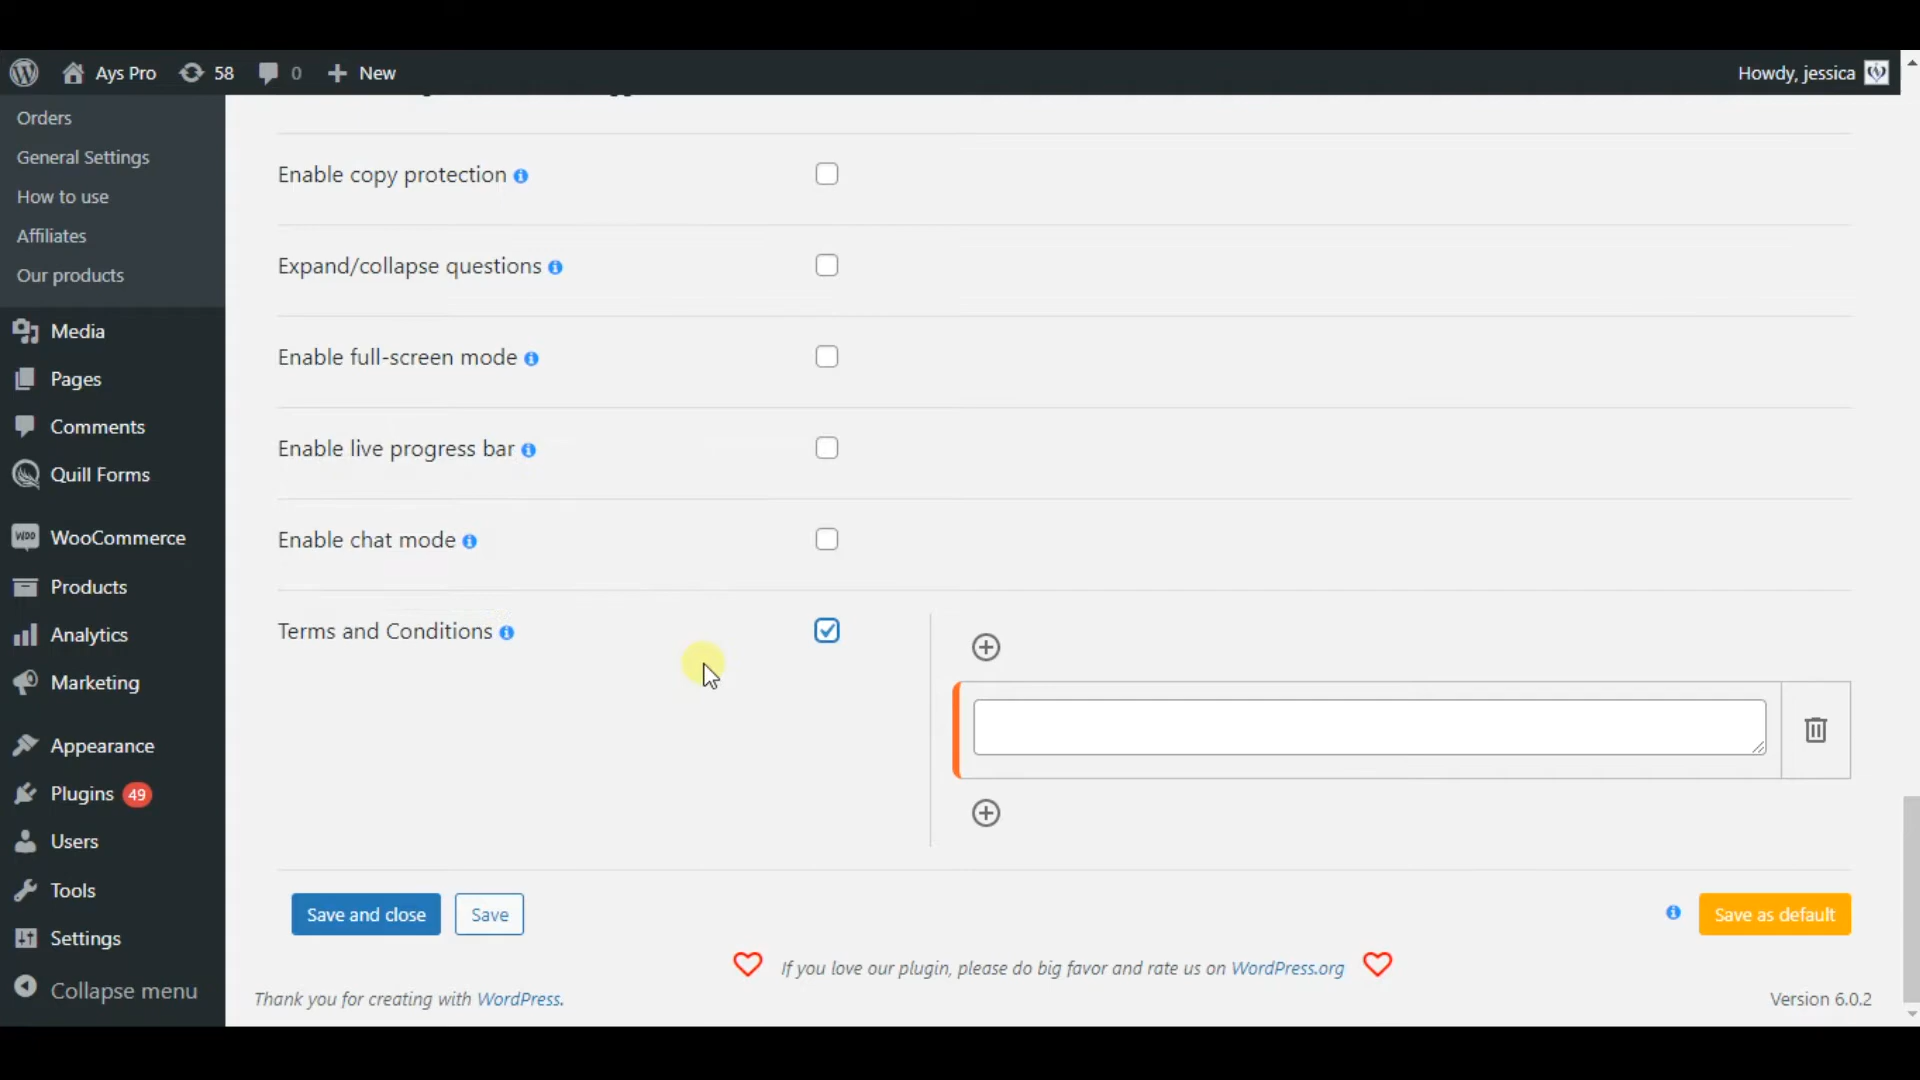 Ays Pro 58 0 New Howdy, jessica
Orders
General Settings
How to use
Affiliates
Our products
Media
Pages
Comments
Quill Forms
WooCommerce
Products
Analytics
Marketing
Appearance
Plugins 49
Users
Tools
Settings
Collapse menu
Enable copy protection
Expand/collapse questions
Enable full-screen mode
Enable live progress bar
Enable chat mode
Terms and Conditions
Save and close Save Save as default
If you love our plugin, please do big favor and rate us on WordPress.org
Thank you for creating with WordPress. Version 6.0.2